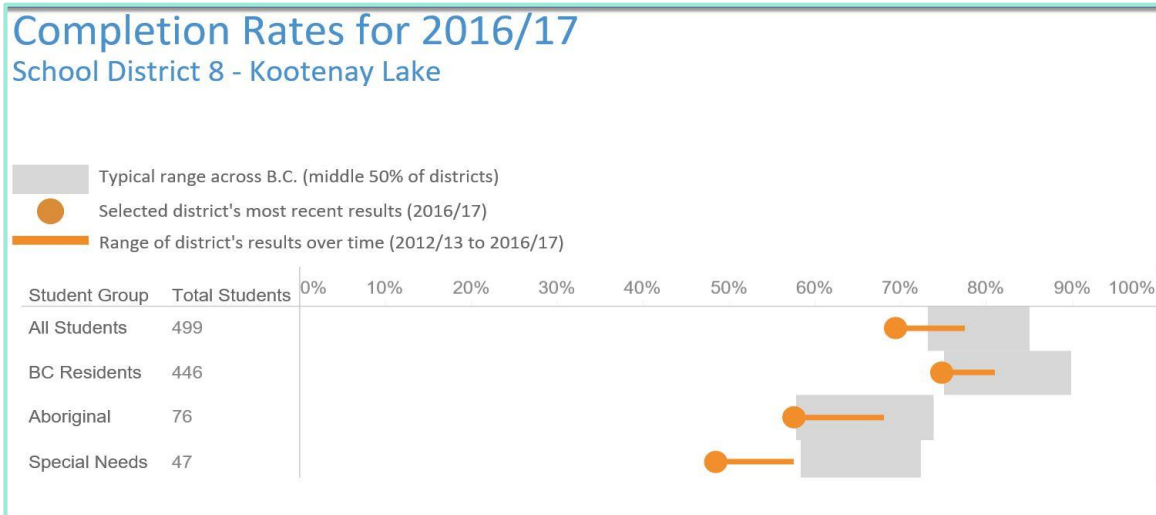 Completion Rates for 2016/17
School District 8 - Kootenay Lake
Typical range across B.C. (middle 50% of districts)
Selected district's most recent results (2016/17)
Range of district's results over time (2012/13 to 2016/17)
Student Group Total Students 0% 10% 20% 30% 40% 50% 60% 70% 80% 90% 100%
All Students 499
BC Residents 446
Aboriginal 76
Special Needs 47